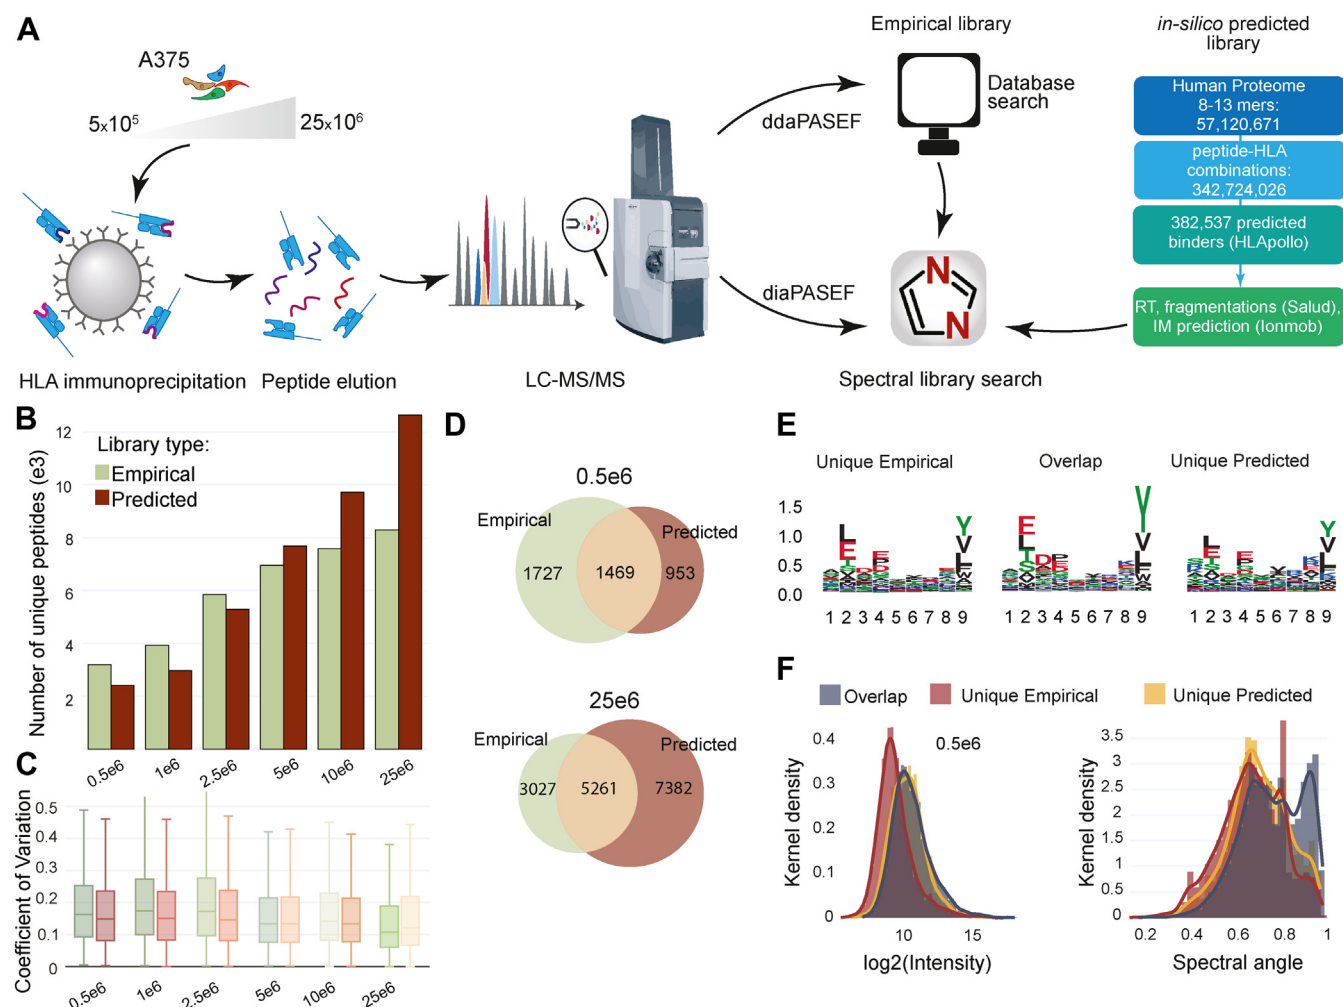 A
A375
5x10⁵
25x10⁶
HLA immunoprecipitation
Peptide elution
LC-MS/MS
ddaPASEF
diaPASEF
Empirical library
Database
search
N
N
Spectral library search
in-silico predicted
library
Human Proteome
8-13 mers:
57,120,671
peptide-HLA
combinations:
342,724,026
382,537 predicted
binders (HLApollo)
RT, fragmentations (Salud),
IM prediction (Ionmob)
B
Number of unique peptides (e3)
12
10
8
6
4
2
Library type:
Empirical
Predicted
0.5e6
1e6
2.5e6
5e6
10e6
25e6
C
Coefficient of Variation
0.5
0.4
0.3
0.2
0.1
0
0.5e6
1e6
2.5e6
5e6
10e6
25e6
D
0.5e6
Empirical
Predicted
1727
1469
953
25e6
Empirical
Predicted
3027
5261
7382
E
Unique Empirical
Overlap
Unique Predicted
1.5
1.0
0.5
0.0
1 2 3 4 5 6 7 8 9
1 2 3 4 5 6 7 8 9
1 2 3 4 5 6 7 8 9
F
Overlap
Unique Empirical
Unique Predicted
Kernel density
0.4
0.3
0.2
0.1
0
0.5e6
10
15
log2(Intensity)
Kernel density
3.5
3
2.5
2
1.5
1
0.5
0
0.2
0.4
0.6
0.8
1
Spectral angle